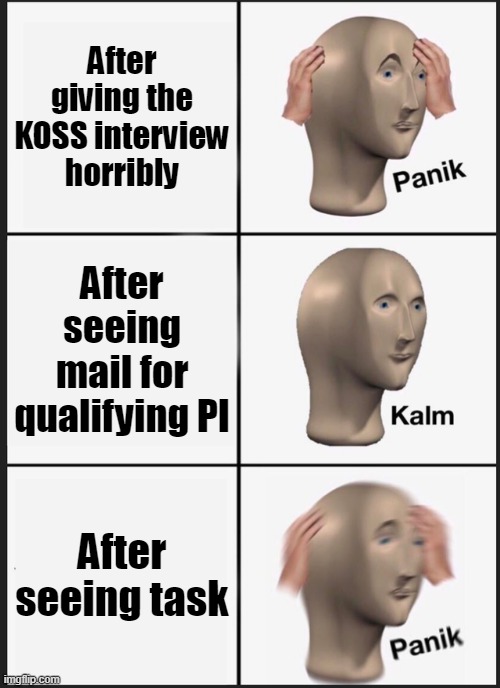 After
giving the
KOSS interview
horribly
Panik
After
seeing
mail for
qualifying PI
Kalm
After
seeing task
Panik
imgflip.com